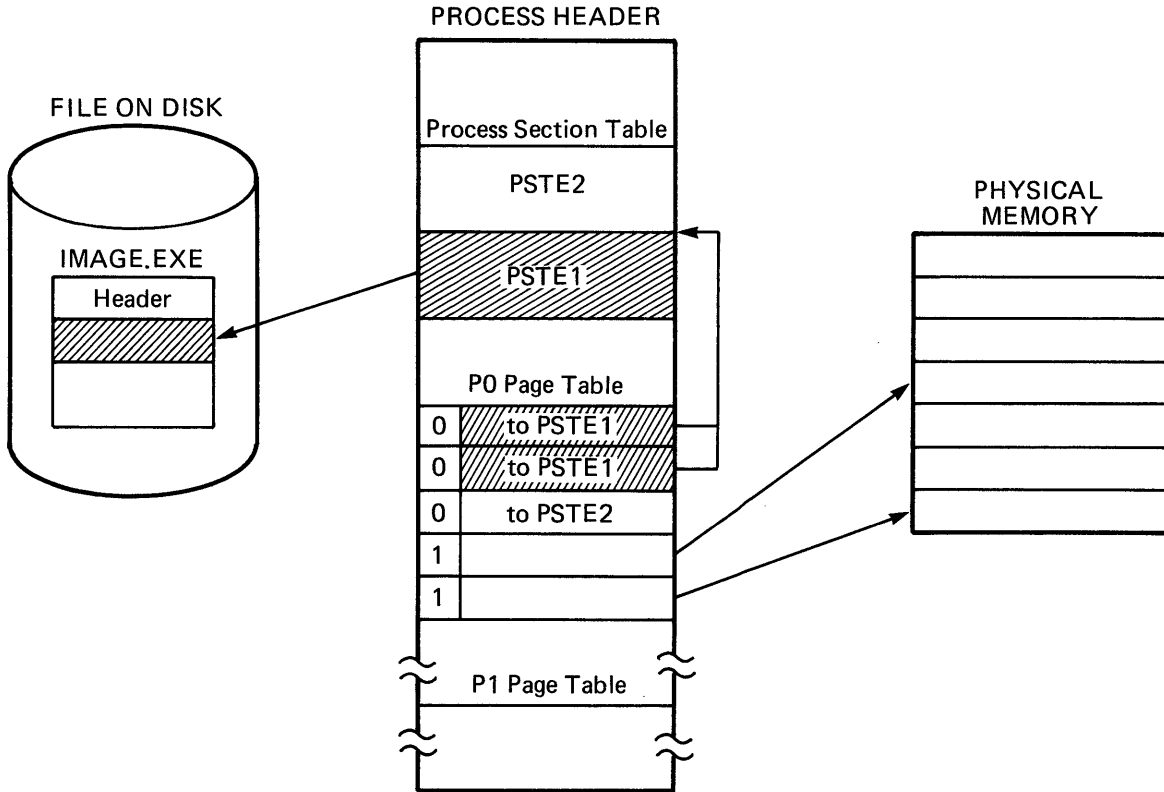 PROCESS HEADER
FILE ON DISK
IMAGE.EXE
Header
Process Section Table
PSTE2
PSTE1
P0 Page Table
0 to PSTE1
0 to PSTE1
0 to PSTE2
1
1
P1 Page Table
PHYSICAL
MEMORY